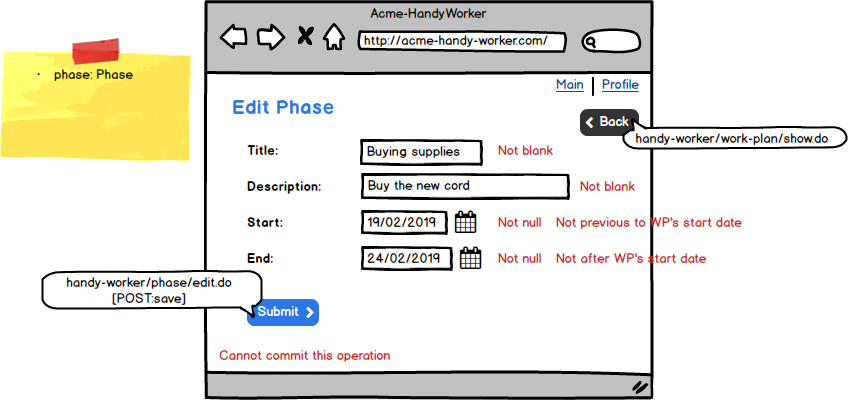 Acme-HandyWorker
http://acme-handy-worker.com/
• phase: Phase
Main | Profile
Edit Phase
Back
handy-worker/work-plan/show.do
Title: Buying supplies Not blank
Description: Buy the new cord Not blank
Start: 19/02/2019 Not null Not previous to WP's start date
End: 24/02/2019 Not null Not after WP's start date
handy-worker/phase/edit.do
[POST:save]
Submit
Cannot commit this operation